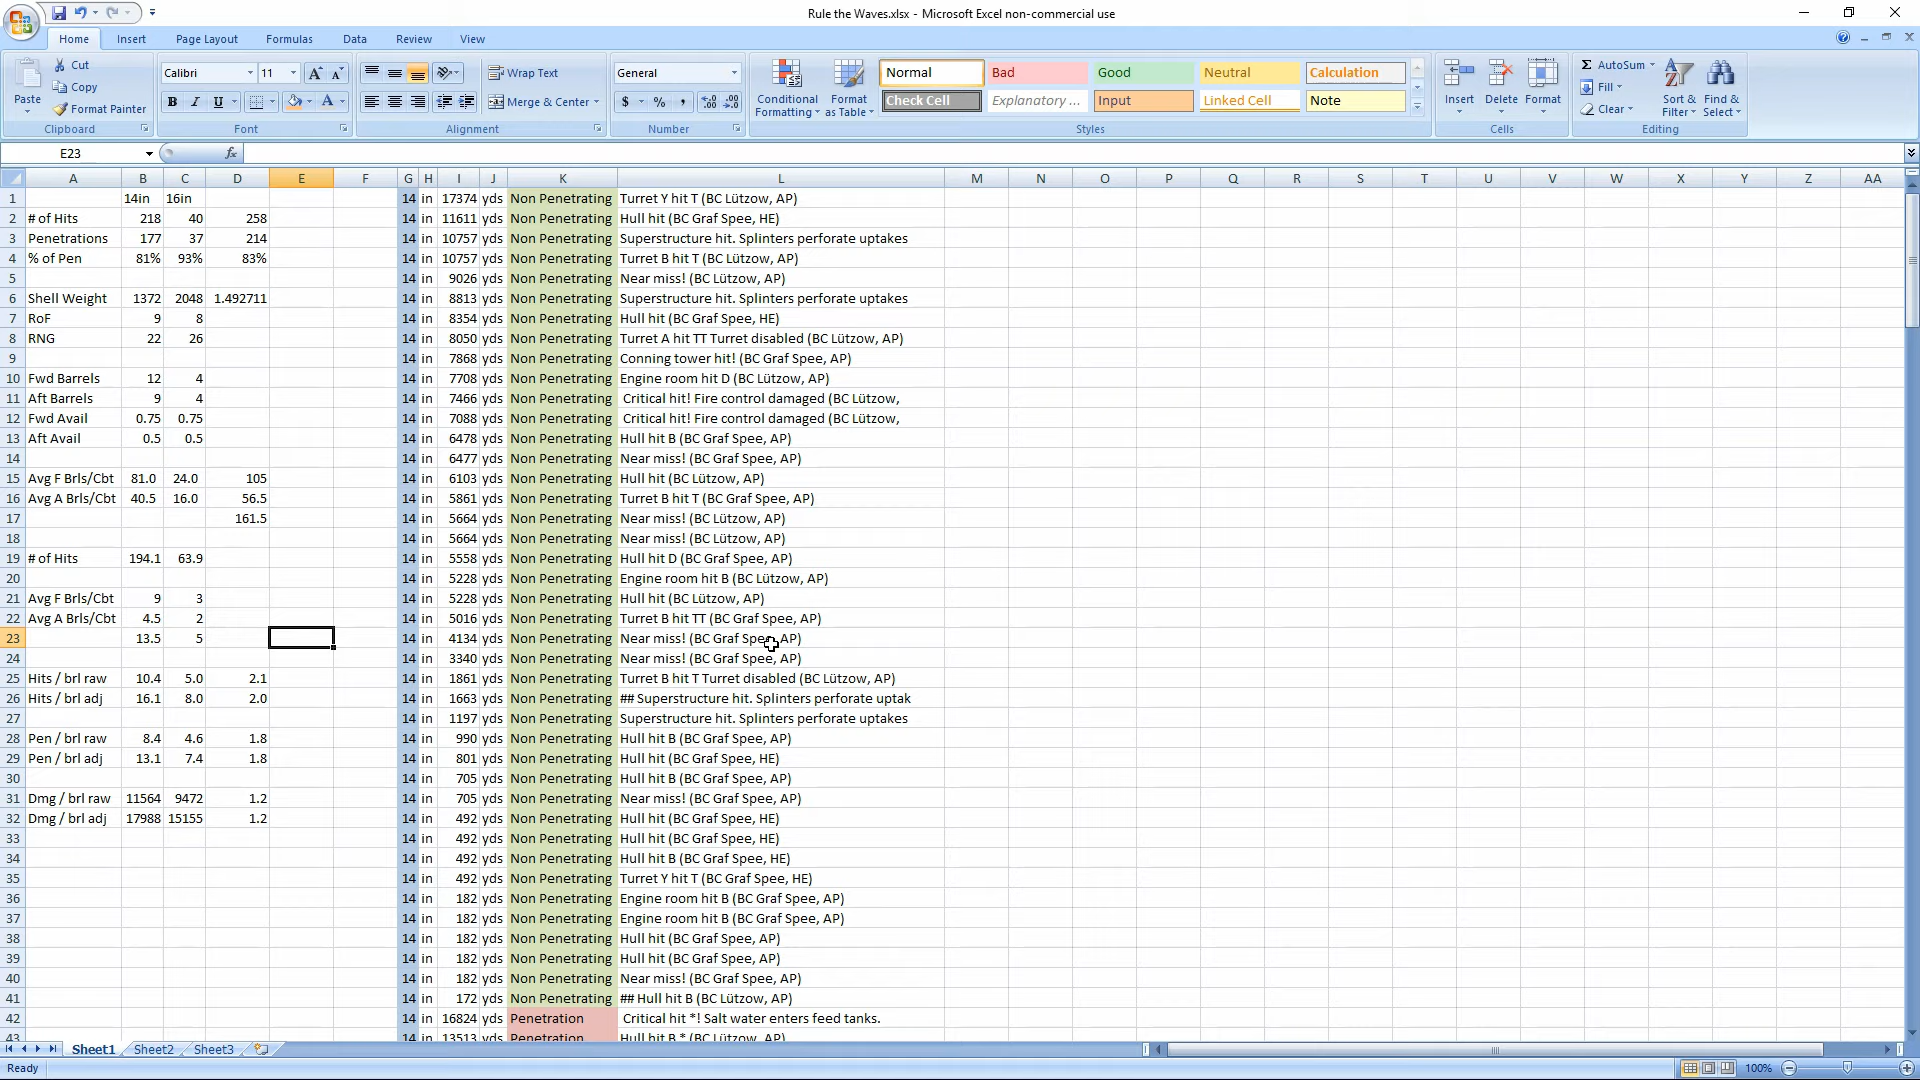 Rule the Waves.xlsx - Microsoft Excel non-commercial use
Home Insert Page Layout Formulas Data Review View
Paste Cut Copy Format Painter Clipboard
Calibri 11 B I U A Font
Wrap Text Merge & Center Alignment
General $ % , Number
Conditional Formatting Format as Table
Normal Bad Good Neutral Calculation
Check Cell Explanatory ... Input Linked Cell Note
Styles
Insert Delete Format Cells
AutoSum Fill Clear Sort & Filter Find & Select Editing
E23 fx
A B C D E F G H I J K L M N O P Q R S T U V W X Y Z AA
1 14in 16in 14 in 17374 yds Non Penetrating Turret Y hit T (BC Lützow, AP)
2 # of Hits 218 40 258 14 in 11611 yds Non Penetrating Hull hit (BC Graf Spee, HE)
3 Penetrations 177 37 214 14 in 10757 yds Non Penetrating Superstructure hit. Splinters perforate uptakes
4 % of Pen 81% 93% 83% 14 in 10757 yds Non Penetrating Turret B hit T (BC Lützow, AP)
5 14 in 9026 yds Non Penetrating Near miss! (BC Lützow, AP)
6 Shell Weight 1372 2048 1.492711 14 in 8813 yds Non Penetrating Superstructure hit. Splinters perforate uptakes
7 RoF 9 8 14 in 8354 yds Non Penetrating Hull hit (BC Graf Spee, HE)
8 RNG 22 26 14 in 8050 yds Non Penetrating Turret A hit TT Turret disabled (BC Lützow, AP)
9 14 in 7868 yds Non Penetrating Conning tower hit! (BC Graf Spee, AP)
10 Fwd Barrels 12 4 14 in 7708 yds Non Penetrating Engine room hit D (BC Lützow, AP)
11 Aft Barrels 9 4 14 in 7466 yds Non Penetrating Critical hit! Fire control damaged (BC Lützow,
12 Fwd Avail 0.75 0.75 14 in 7088 yds Non Penetrating Critical hit! Fire control damaged (BC Lützow,
13 Aft Avail 0.5 0.5 14 in 6478 yds Non Penetrating Hull hit B (BC Graf Spee, AP)
14 14 in 6477 yds Non Penetrating Near miss! (BC Graf Spee, AP)
15 Avg F Brls/Cbt 81.0 24.0 105 14 in 6103 yds Non Penetrating Hull hit (BC Lützow, AP)
16 Avg A Brls/Cbt 40.5 16.0 56.5 14 in 5861 yds Non Penetrating Turret B hit T (BC Graf Spee, AP)
17 161.5 14 in 5664 yds Non Penetrating Near miss! (BC Lützow, AP)
18 14 in 5664 yds Non Penetrating Near miss! (BC Lützow, AP)
19 # of Hits 194.1 63.9 14 in 5558 yds Non Penetrating Hull hit D (BC Graf Spee, AP)
20 14 in 5228 yds Non Penetrating Engine room hit B (BC Lützow, AP)
21 Avg F Brls/Cbt 9 3 14 in 5228 yds Non Penetrating Hull hit (BC Lützow, AP)
22 Avg A Brls/Cbt 4.5 2 14 in 5016 yds Non Penetrating Turret B hit TT (BC Graf Spee, AP)
23 13.5 5 14 in 4134 yds Non Penetrating Near miss! (BC Graf Spee, AP)
24 14 in 3340 yds Non Penetrating Near miss! (BC Graf Spee, AP)
25 Hits / brl raw 10.4 5.0 2.1 14 in 1861 yds Non Penetrating Turret B hit T Turret disabled (BC Lützow, AP)
26 Hits / brl adj 16.1 8.0 2.0 14 in 1663 yds Non Penetrating ## Superstructure hit. Splinters perforate uptak
27 14 in 1197 yds Non Penetrating Superstructure hit. Splinters perforate uptakes
28 Pen / brl raw 8.4 4.6 1.8 14 in 990 yds Non Penetrating Hull hit B (BC Graf Spee, AP)
29 Pen / brl adj 13.1 7.4 1.8 14 in 801 yds Non Penetrating Hull hit (BC Graf Spee, HE)
30 14 in 705 yds Non Penetrating Hull hit B (BC Graf Spee, AP)
31 Dmg / brl raw 11564 9472 1.2 14 in 705 yds Non Penetrating Near miss! (BC Graf Spee, AP)
32 Dmg / brl adj 17988 15155 1.2 14 in 492 yds Non Penetrating Hull hit (BC Graf Spee, HE)
33 14 in 492 yds Non Penetrating Hull hit (BC Graf Spee, HE)
34 14 in 492 yds Non Penetrating Hull hit B (BC Graf Spee, HE)
35 14 in 492 yds Non Penetrating Turret Y hit T (BC Graf Spee, HE)
36 14 in 182 yds Non Penetrating Engine room hit B (BC Graf Spee, AP)
37 14 in 182 yds Non Penetrating Engine room hit B (BC Graf Spee, AP)
38 14 in 182 yds Non Penetrating Hull hit (BC Graf Spee, AP)
39 14 in 182 yds Non Penetrating Hull hit (BC Graf Spee, AP)
40 14 in 182 yds Non Penetrating Near miss! (BC Graf Spee, AP)
41 14 in 172 yds Non Penetrating ## Hull hit B (BC Lützow, AP)
42 14 in 16824 yds Penetration Critical hit *! Salt water enters feed tanks.
43 14 in 13513 yds Penetration Hull hit B * (BC Lützow, AP)
Sheet1 Sheet2 Sheet3
Ready 100%